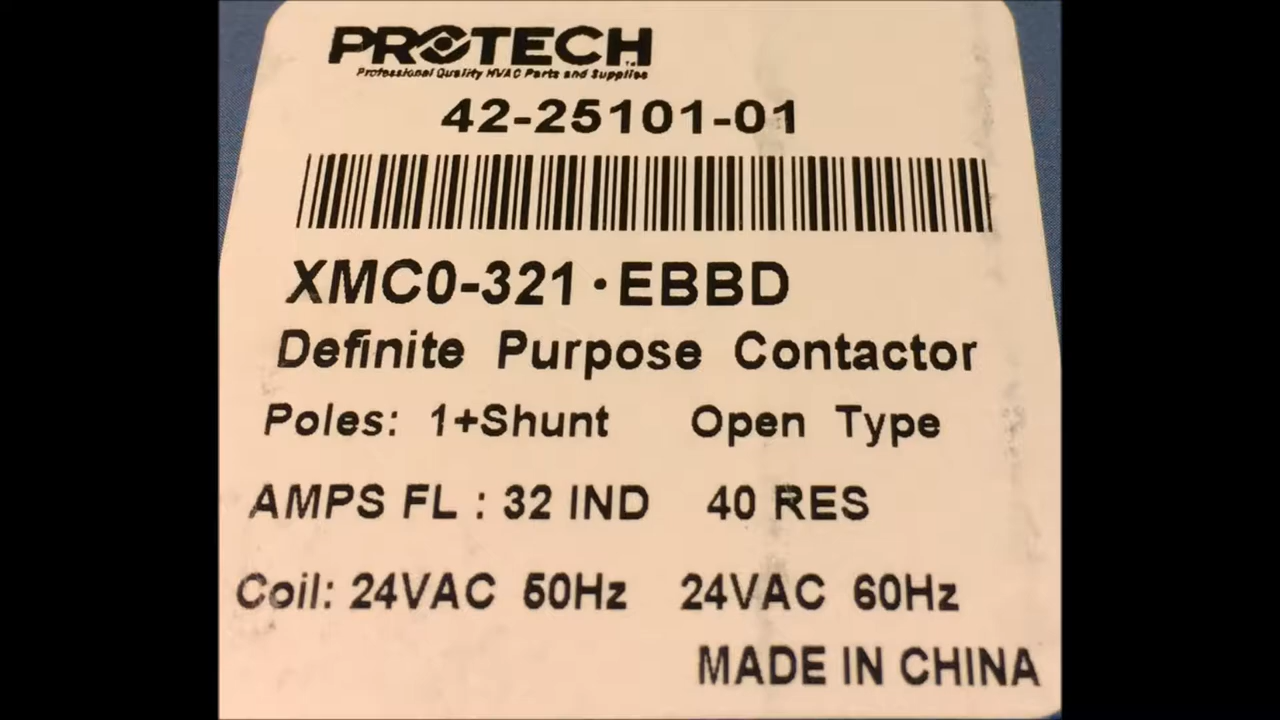 PROTECH™
Professional Quality HVAC Parts and Supplies
42-25101-01
XMC0-321·EBBD
Definite Purpose Contactor
Poles: 1+Shunt Open Type
AMPS FL : 32 IND 40 RES
Coil: 24VAC 50Hz 24VAC 60Hz
MADE IN CHINA